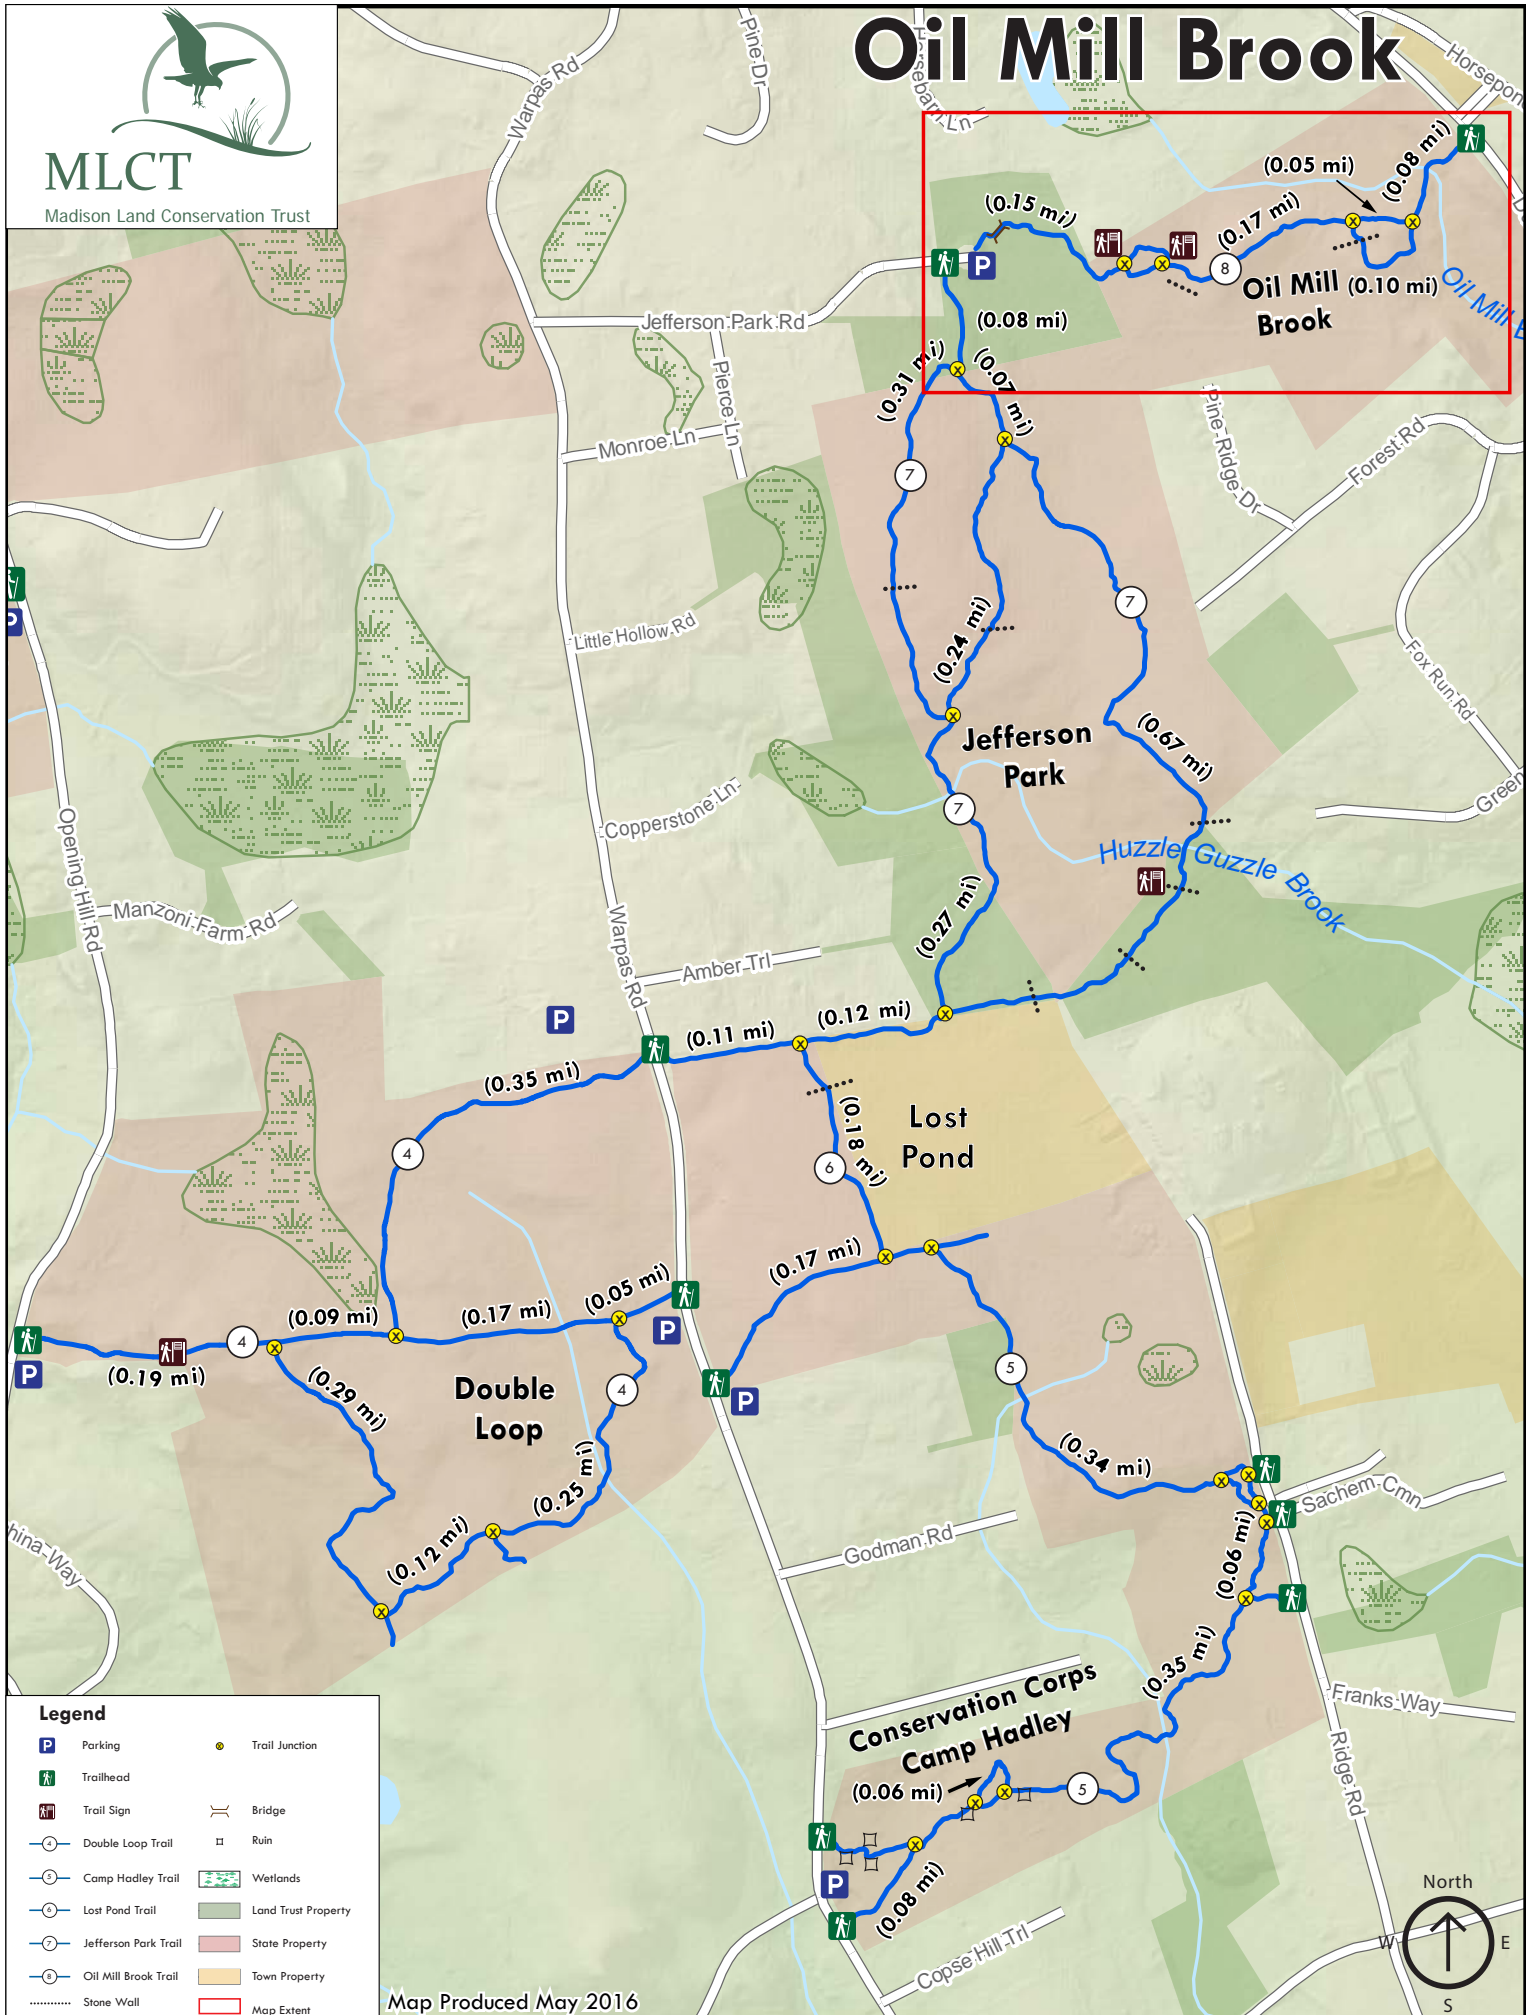 Oil Mill Brook
MLCT
Madison Land Conservation Trust
Warpas Rd
Pine Dr
Horsebarn Ln
Horsepon
(0.05 mi)
(0.08 mi)
(0.15 mi)
(0.17 mi)
P
8
Oil Mill
Brook
(0.10 mi)
Oil Mill B
(0.08 mi)
Jefferson Park Rd
Pierce Ln
(0.31 mi)
(0.07 mi)
Monroe Ln
Pine Ridge Dr
Forest Rd
7
7
Little Hollow Rd
(0.24 mi)
P
Fox Run Rd
Jefferson
Park
(0.67 mi)
7
Copperstone Ln
Green
Opening Hill Rd
Huzzle Guzzle Brook
Manzoni Farm Rd
Warpas Rd
(0.27 mi)
Amber Trl
P
(0.11 mi)
(0.12 mi)
(0.35 mi)
Lost
Pond
(0.18 mi)
4
6
(0.17 mi)
(0.05 mi)
(0.17 mi)
(0.09 mi)
4
P
P
(0.19 mi)
(0.29 mi)
Double
Loop
4
P
5
(0.34 mi)
(0.25 mi)
(0.12 mi)
Sachem Cmn
Godman Rd
(0.06 mi)
hina Way
(0.35 mi)
Franks Way
Ridge Rd
Conservation Corps
Camp Hadley
(0.06 mi)
5
P
(0.08 mi)
Copse Hill Trl
North
W
E
S
Legend
P Parking
x Trail Junction
Trailhead
Trail Sign
Bridge
4 Double Loop Trail
Ruin
5 Camp Hadley Trail
Wetlands
6 Lost Pond Trail
Land Trust Property
7 Jefferson Park Trail
State Property
8 Oil Mill Brook Trail
Town Property
Stone Wall
Map Extent
Map Produced May 2016